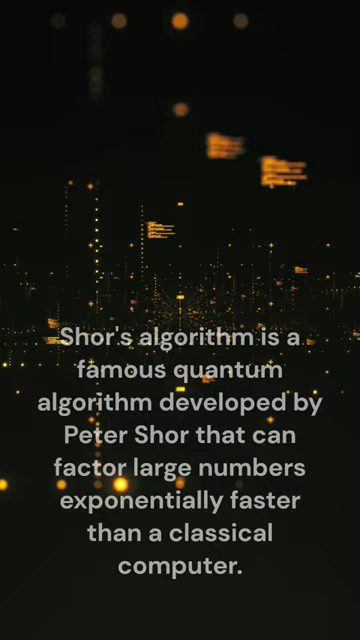 Shor's algorithm is a
famous quantum
algorithm developed by
Peter Shor that can
factor large numbers
exponentially faster
than a classical
computer.